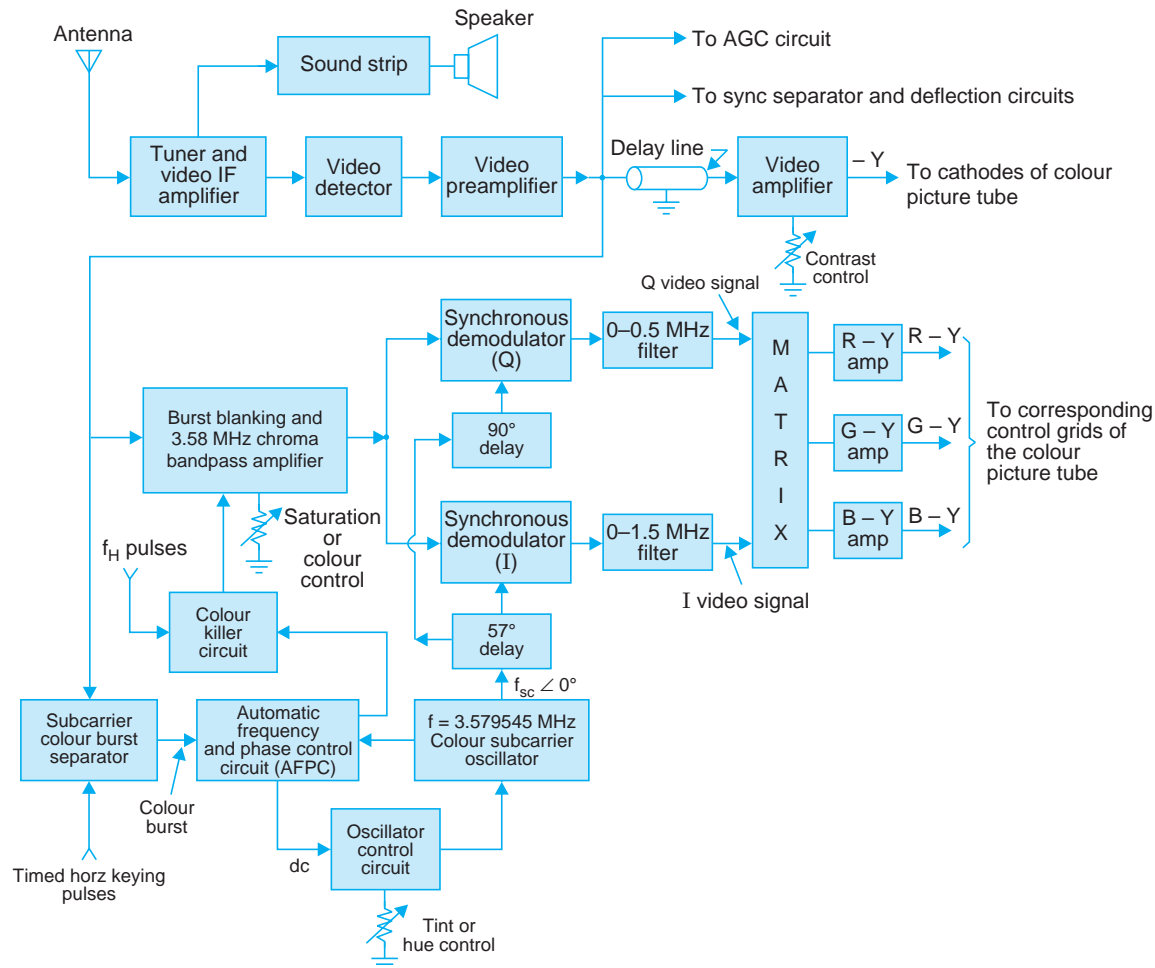 Speaker
Antenna
Sound strip
To AGC circuit
To sync separator and deflection circuits
Tuner and
video IF
amplifier
Video
detector
Video
preamplifier
Delay line
Video
amplifier
– Y
To cathodes of colour
picture tube
Contrast
control
Q video signal
Synchronous
demodulator
(Q)
0–0.5 MHz
filter
M
A
T
R
I
X
R – Y
amp
R – Y
Burst blanking and
3.58 MHz chroma
bandpass amplifier
90°
delay
G – Y
amp
G – Y
To corresponding
control grids of
the colour
picture tube
Saturation
or
colour
control
Synchronous
demodulator
(I)
0–1.5 MHz
filter
B – Y
amp
B – Y
fH pulses
I video signal
Colour
killer
circuit
57°
delay
fsc ∠ 0°
Subcarrier
colour burst
separator
Automatic
frequency
and phase control
circuit (AFPC)
f = 3.579545 MHz
Colour subcarrier
oscillator
Colour
burst
Timed horz keying
pulses
dc
Oscillator
control
circuit
Tint or
hue control